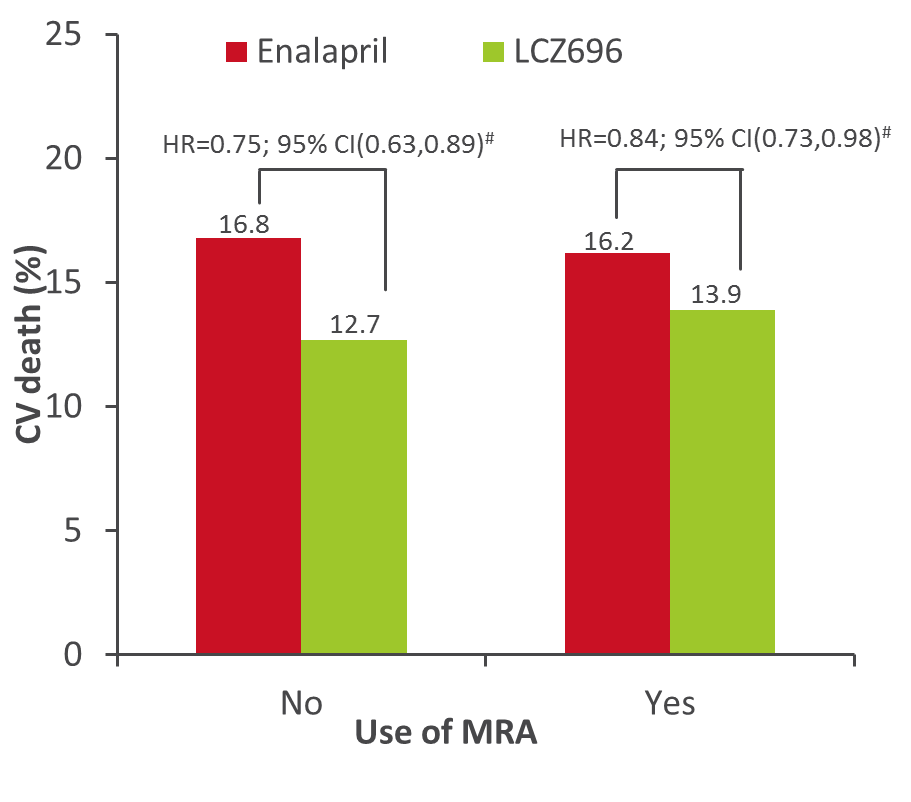 25
Enalapril
LCZ696
HR=0.75; 95% CI(0.63,0.89)#
HR=0.84; 95% CI(0.73,0.98)#
20
16.8
16.2
15
13.9
12.7
CV death (%)
10
5
0
No
Yes
Use of MRA